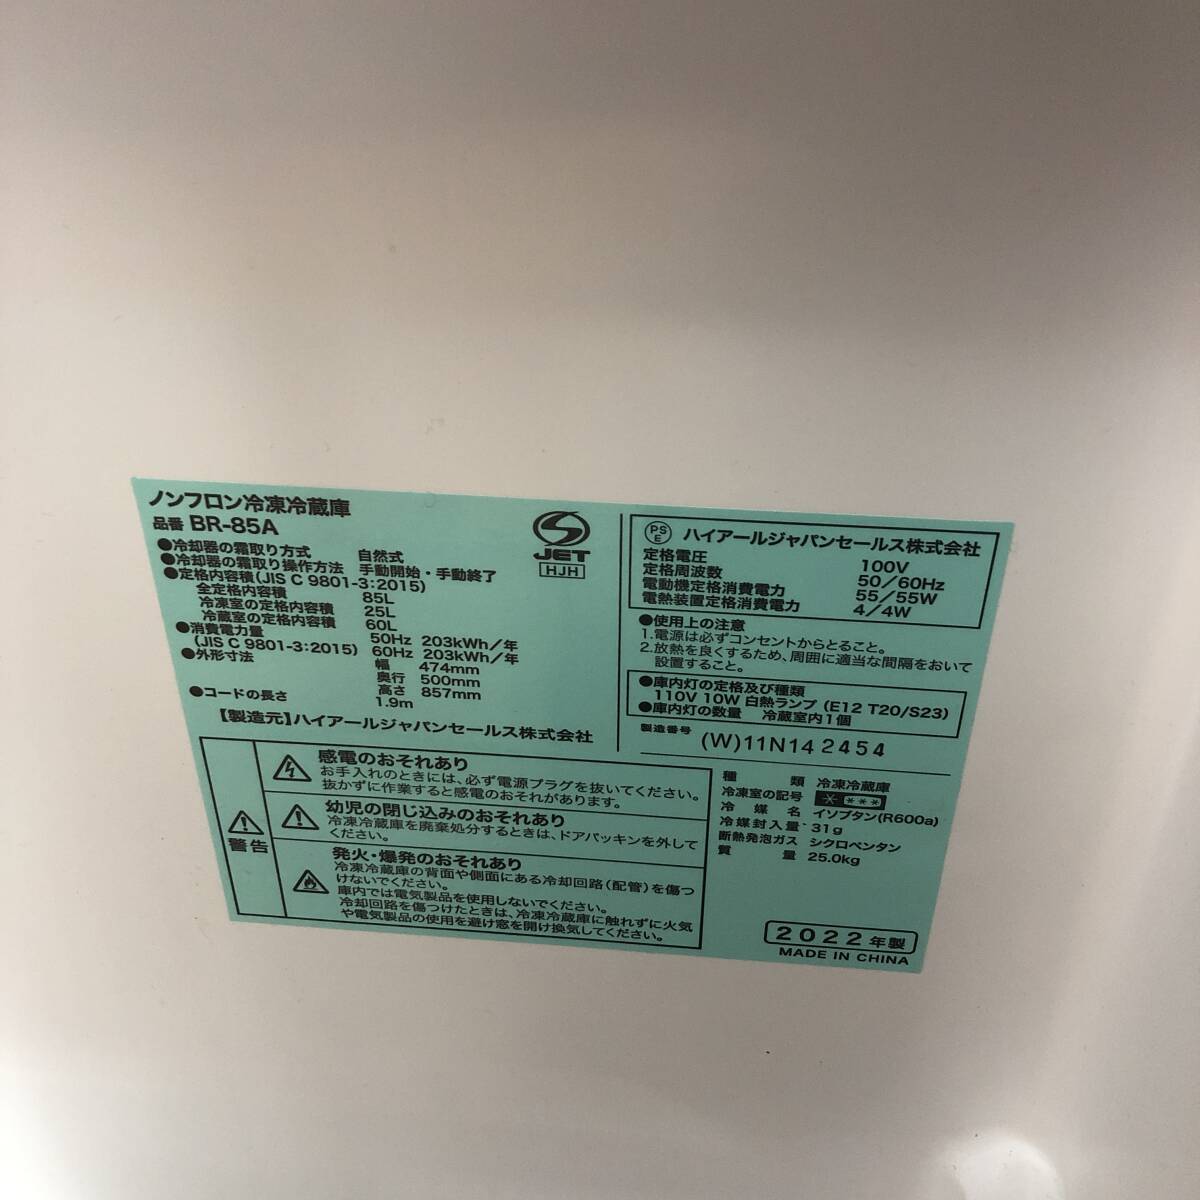 ノンフロン冷凍冷蔵庫
品番 BR-85A
●冷却器の霜取り方式 自然式
●冷却器の霜取り操作方法 手動開始・手動終了
●定格内容積(JIS C 9801-3:2015)
全定格内容積 85L
冷凍室の定格内容積 25L
冷蔵室の定格内容積 60L
●消費電力量 50Hz 203kWh/年
(JIS C 9801-3:2015) 60Hz 203kWh/年
●外形寸法 幅 474mm
奥行 500mm
高さ 857mm
●コードの長さ 1.9m
【製造元】ハイアールジャパンセールス株式会社
JET
HJH
PS
E
ハイアールジャパンセールス株式会社
定格電圧 100V
定格周波数 50/60Hz
電動機定格消費電力 55/55W
電熱装置定格消費電力 4/4W
●使用上の注意
1.電源は必ずコンセントからとること。
2.放熱を良くするため、周囲に適当な間隔をおいて
設置すること。
●庫内灯の定格及び種類
110V 10W 白熱ランプ (E12 T20/S23)
●庫内灯の数量 冷蔵室内1個
製造番号 (W)11N142454
警告
感電のおそれあり
お手入れのときには、必ず電源プラグを抜いてください。
抜かずに作業すると感電のおそれがあります。
幼児の閉じ込みのおそれあり
冷凍冷蔵庫を廃棄処分するときは、ドアパッキンを外して
ください。
発火・爆発のおそれあり
冷凍冷蔵庫の背面や側面にある冷却回路(配管)を傷つ
けないでください。
庫内では電気製品を使用しないでください。
冷却回路を傷つけたときは、冷凍冷蔵庫に触れずに火気
や電気製品の使用を避け窓を開け換気してください。
種類 冷凍冷蔵庫
冷凍室の記号 ****
冷媒名 イソブタン(R600a)
冷媒封入量 31g
断熱発泡ガス シクロペンタン
質量 25.0kg
2022年製
MADE IN CHINA